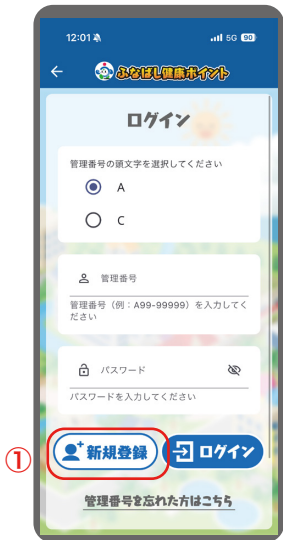 12:01 5G 90
ふなばし健康ポイント
ログイン
管理番号の頭文字を選択してください
A
C
管理番号
管理番号（例：A99-99999）を入力してく
ださい
パスワード
パスワードを入力してください
① 新規登録 ログイン
管理番号を忘れた方はこちら